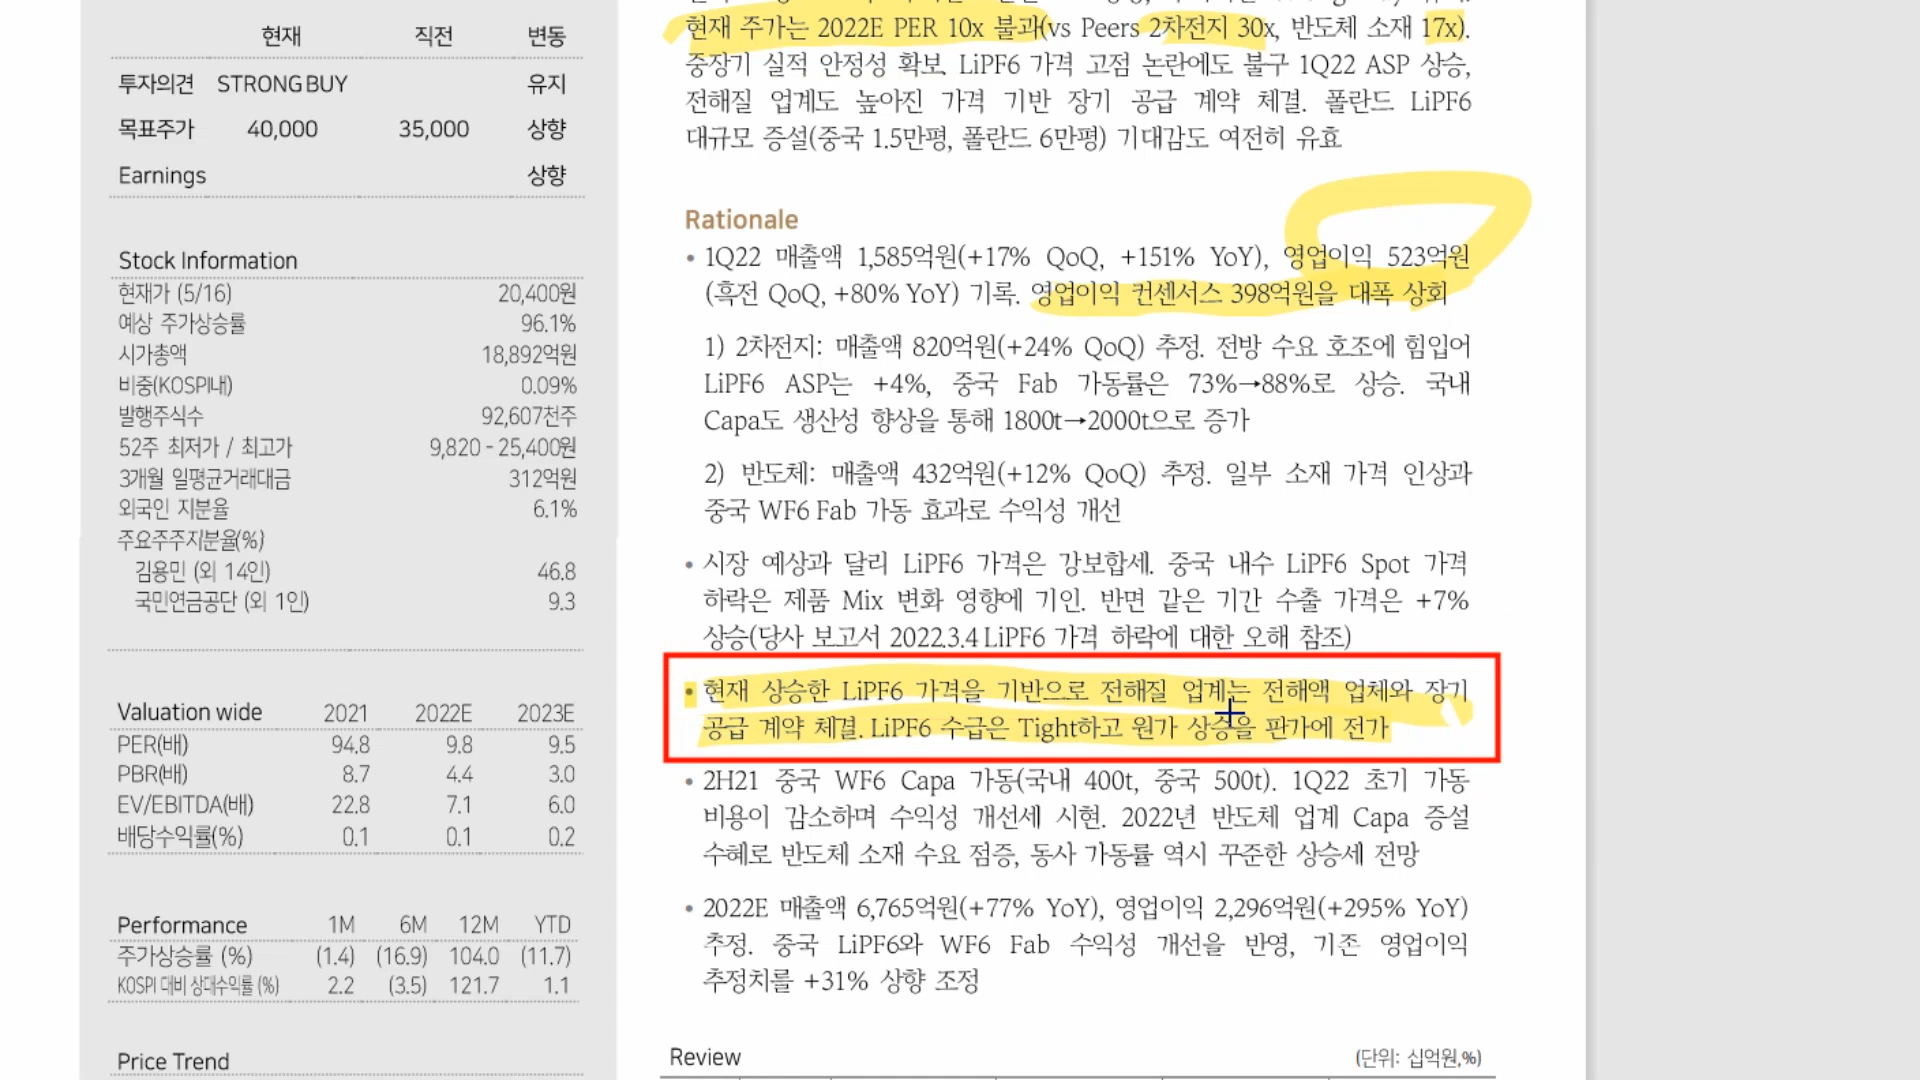 현재 직전 변동
투자의견 STRONG BUY 유지
목표주가 40,000 35,000 상향
Earnings 상향
Stock Information
현재가 (5/16) 20,400원
예상 주가상승률 96.1%
시가총액 18,892억원
비중(KOSPI내) 0.09%
발행주식수 92,607천주
52주 최저가 / 최고가 9,820 - 25,400원
3개월 일평균거래대금 312억원
외국인 지분율 6.1%
주요주주지분율(%)
김용민 (외 14인) 46.8
국민연금공단 (외 1인) 9.3
Valuation wide 2021 2022E 2023E
PER(배) 94.8 9.8 9.5
PBR(배) 8.7 4.4 3.0
EV/EBITDA(배) 22.8 7.1 6.0
배당수익률(%) 0.1 0.1 0.2
Performance 1M 6M 12M YTD
주가상승률 (%) (1.4) (16.9) 104.0 (11.7)
KOSPI 대비 상대수익률 (%) 2.2 (3.5) 121.7 1.1
Price Trend
현재 주가는 2022E PER 10x 불과(vs Peers 2차전지 30x, 반도체 소재 17x).
중장기 실적 안정성 확보. LiPF6 가격 고점 논란에도 불구 1Q22 ASP 상승,
전해질 업계도 높아진 가격 기반 장기 공급 계약 체결. 폴란드 LiPF6
대규모 증설(중국 1.5만평, 폴란드 6만평) 기대감도 여전히 유효
Rationale
• 1Q22 매출액 1,585억원(+17% QoQ, +151% YoY), 영업이익 523억원
(흑전 QoQ, +80% YoY) 기록. 영업이익 컨센서스 398억원을 대폭 상회
1) 2차전지: 매출액 820억원(+24% QoQ) 추정. 전방 수요 호조에 힘입어
LiPF6 ASP는 +4%, 중국 Fab 가동률은 73%→88%로 상승. 국내
Capa도 생산성 향상을 통해 1800t→2000t으로 증가
2) 반도체: 매출액 432억원(+12% QoQ) 추정. 일부 소재 가격 인상과
중국 WF6 Fab 가동 효과로 수익성 개선
• 시장 예상과 달리 LiPF6 가격은 강보합세. 중국 내수 LiPF6 Spot 가격
하락은 제품 Mix 변화 영향에 기인. 반면 같은 기간 수출 가격은 +7%
상승(당사 보고서 2022.3.4 LiPF6 가격 하락에 대한 오해 참조)
• 현재 상승한 LiPF6 가격을 기반으로 전해질 업계는 전해액 업체와 장기
공급 계약 체결. LiPF6 수급은 Tight하고 원가 상승을 판가에 전가
• 2H21 중국 WF6 Capa 가동(국내 400t, 중국 500t). 1Q22 초기 가동
비용이 감소하며 수익성 개선세 시현. 2022년 반도체 업계 Capa 증설
수혜로 반도체 소재 수요 점증, 동사 가동률 역시 꾸준한 상승세 전망
• 2022E 매출액 6,765억원(+77% YoY), 영업이익 2,296억원(+295% YoY)
추정. 중국 LiPF6와 WF6 Fab 수익성 개선을 반영, 기존 영업이익
추정치를 +31% 상향 조정
Review (단위: 십억원,%)